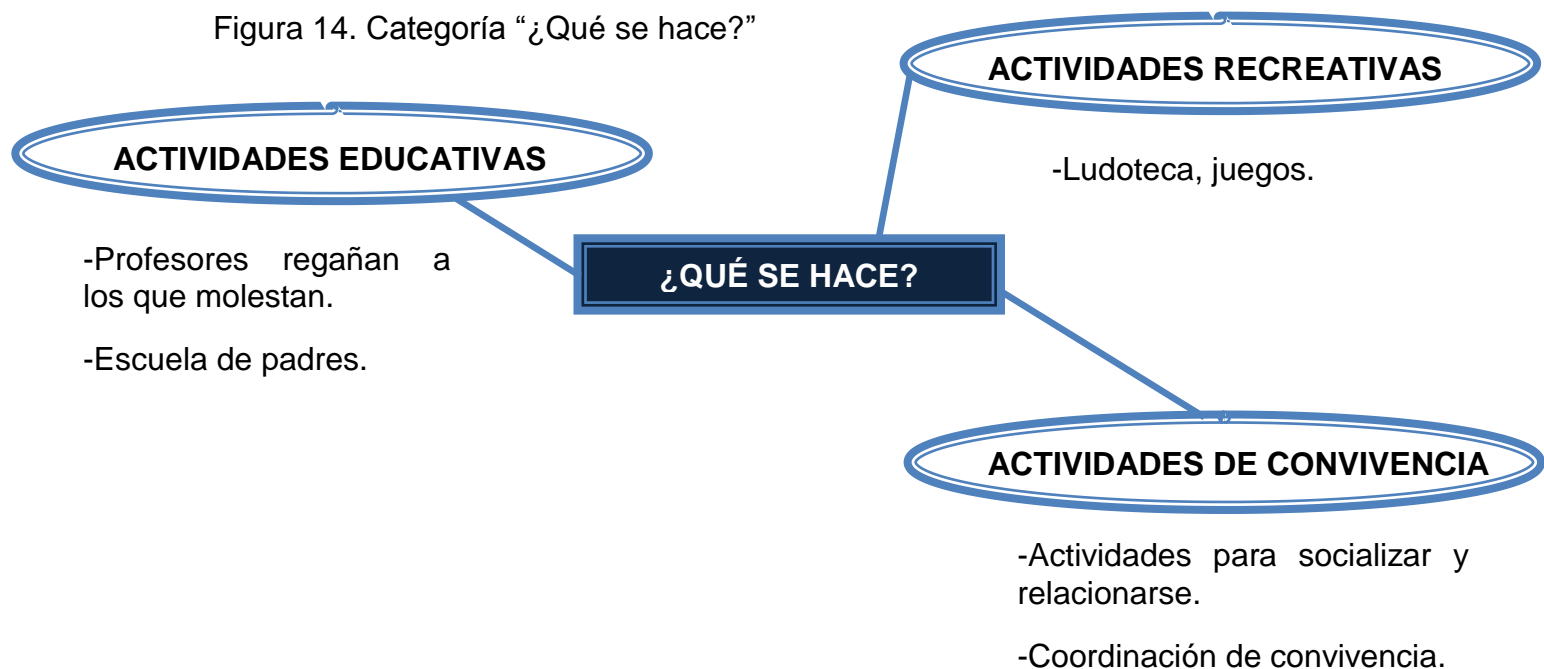 Figura 14. Categoría “¿Qué se hace?”
ACTIVIDADES RECREATIVAS
-Ludoteca, juegos.
ACTIVIDADES EDUCATIVAS
-Profesores regañan a
los que molestan.
-Escuela de padres.
¿QUÉ SE HACE?
ACTIVIDADES DE CONVIVENCIA
-Actividades para socializar y
relacionarse.
-Coordinación de convivencia.